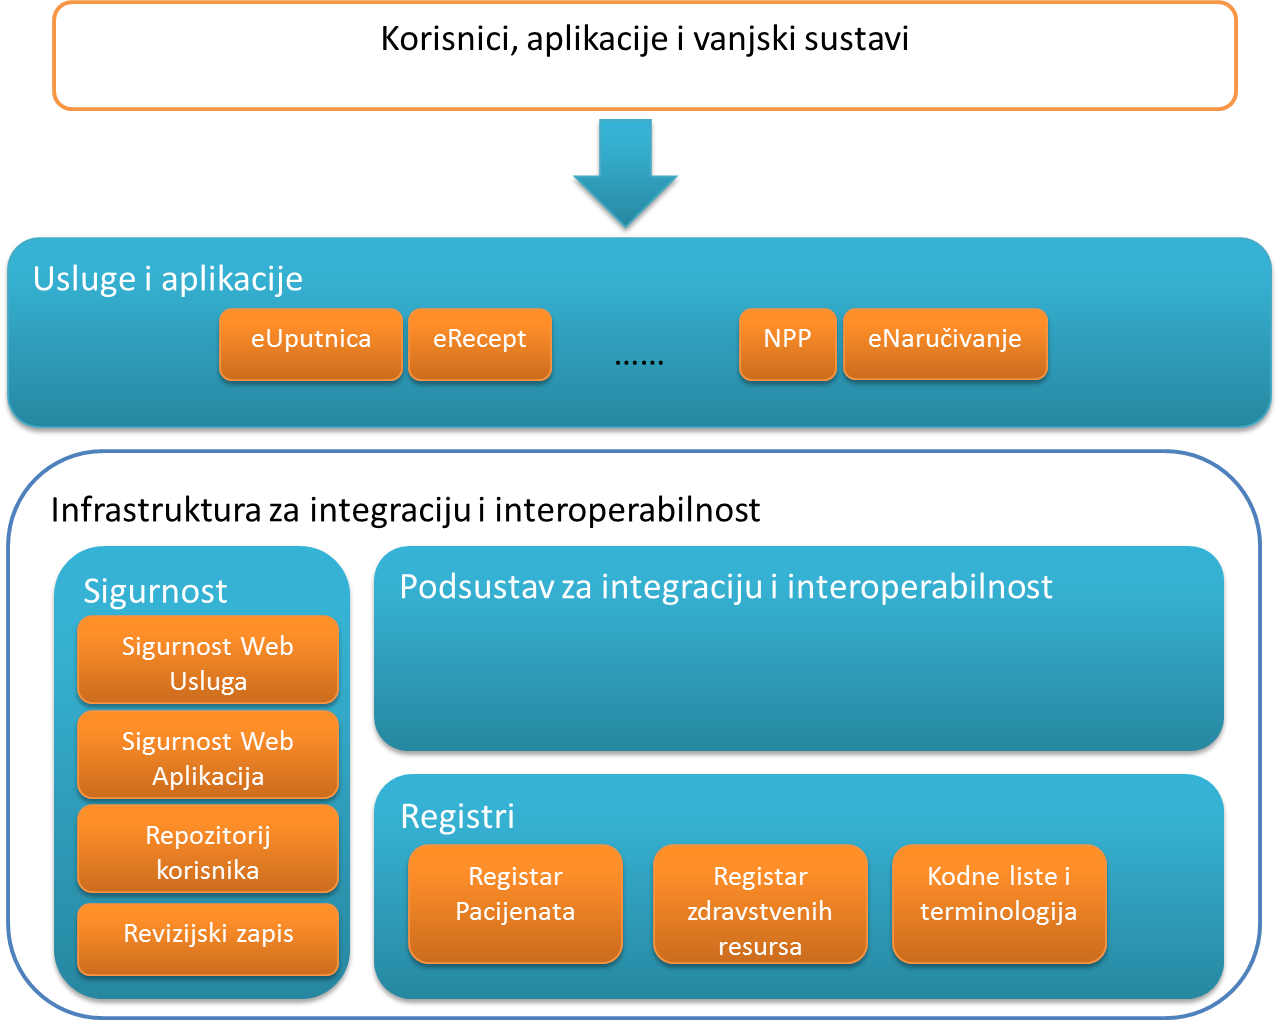 Korisnici, aplikacije i vanjski sustavi
Usluge i aplikacije
eUputnica
eRecept
......
NPP
eNaručivanje
Infrastruktura za integraciju i interoperabilnost
Sigurnost
Sigurnost Web
Usluga
Sigurnost Web
Aplikacija
Repozitorij
korisnika
Revizijski zapis
Podsustav za integraciju i interoperabilnost
Registri
Registar
Pacijenata
Registar
zdravstvenih
resursa
Kodne liste i
terminologija